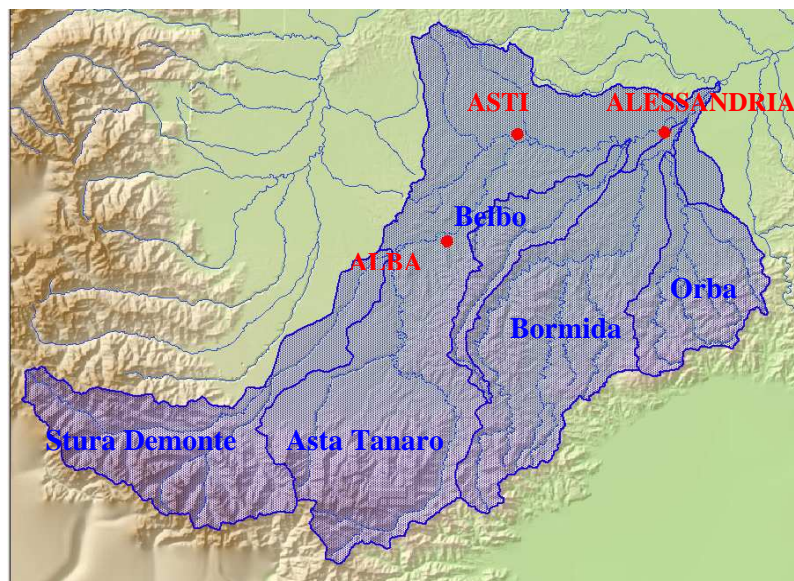 ASTI
ALESSANDRIA
Belbo
ALBA
Orba
Bormida
Stura Demonte
Asta Tanaro